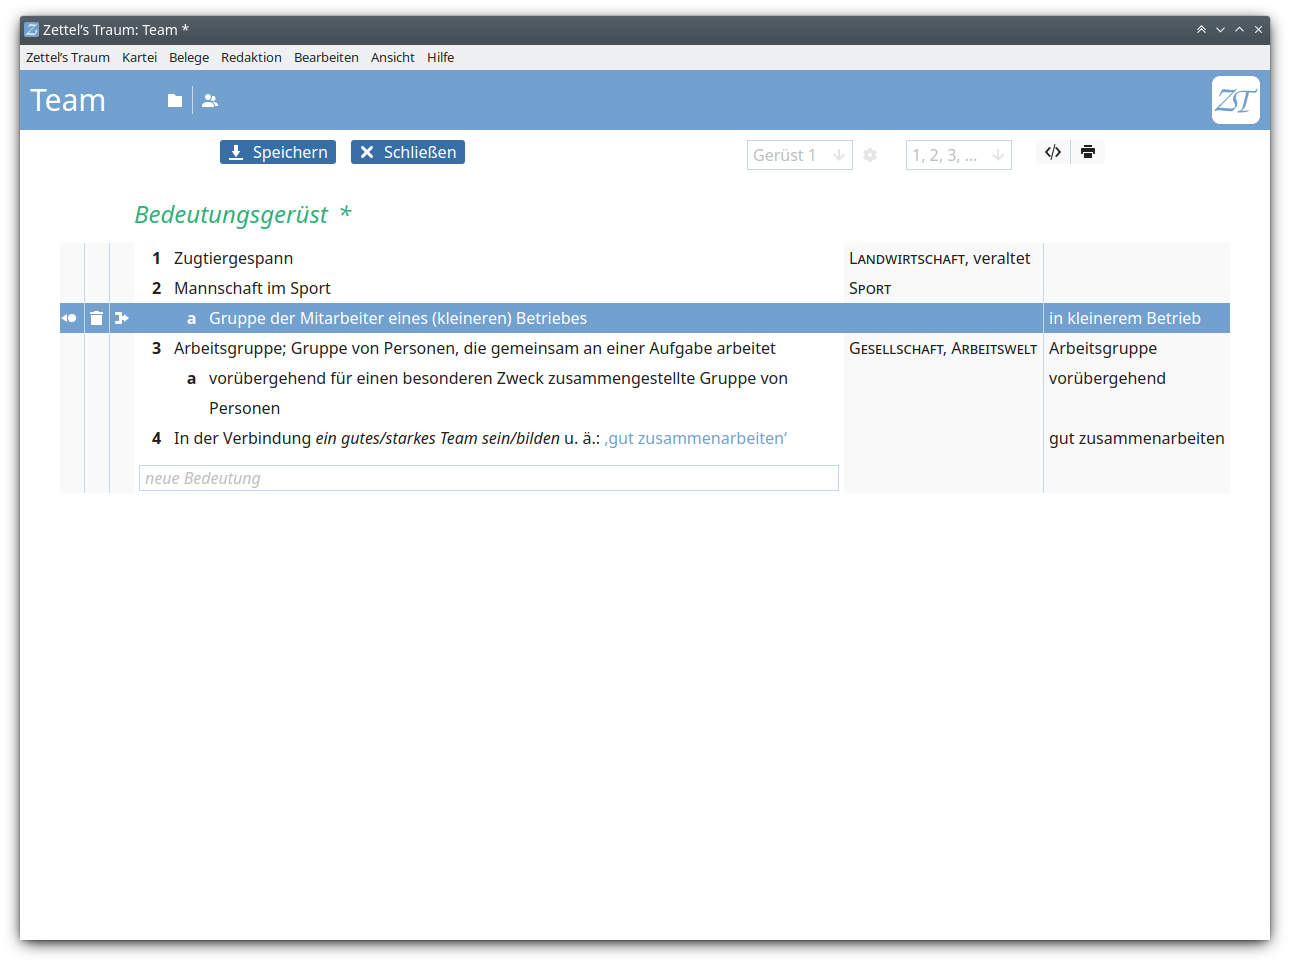 Zettel’s Traum: Team *
Zettel’s Traum Kartei Belege Redaktion Bearbeiten Ansicht Hilfe
Team
ZT
Speichern Schließen Gerüst 1 1, 2, 3, …
Bedeutungsgerüst *
1 Zugtiergespann Landwirtschaft, veraltet
2 Mannschaft im Sport Sport
a Gruppe der Mitarbeiter eines (kleineren) Betriebes in kleinerem Betrieb
3 Arbeitsgruppe; Gruppe von Personen, die gemeinsam an einer Aufgabe arbeitet Gesellschaft, Arbeitswelt Arbeitsgruppe
a vorübergehend für einen besonderen Zweck zusammengestellte Gruppe von vorübergehend
Personen
4 In der Verbindung ein gutes/starkes Team sein/bilden u. ä.: ‚gut zusammenarbeiten‘ gut zusammenarbeiten
neue Bedeutung